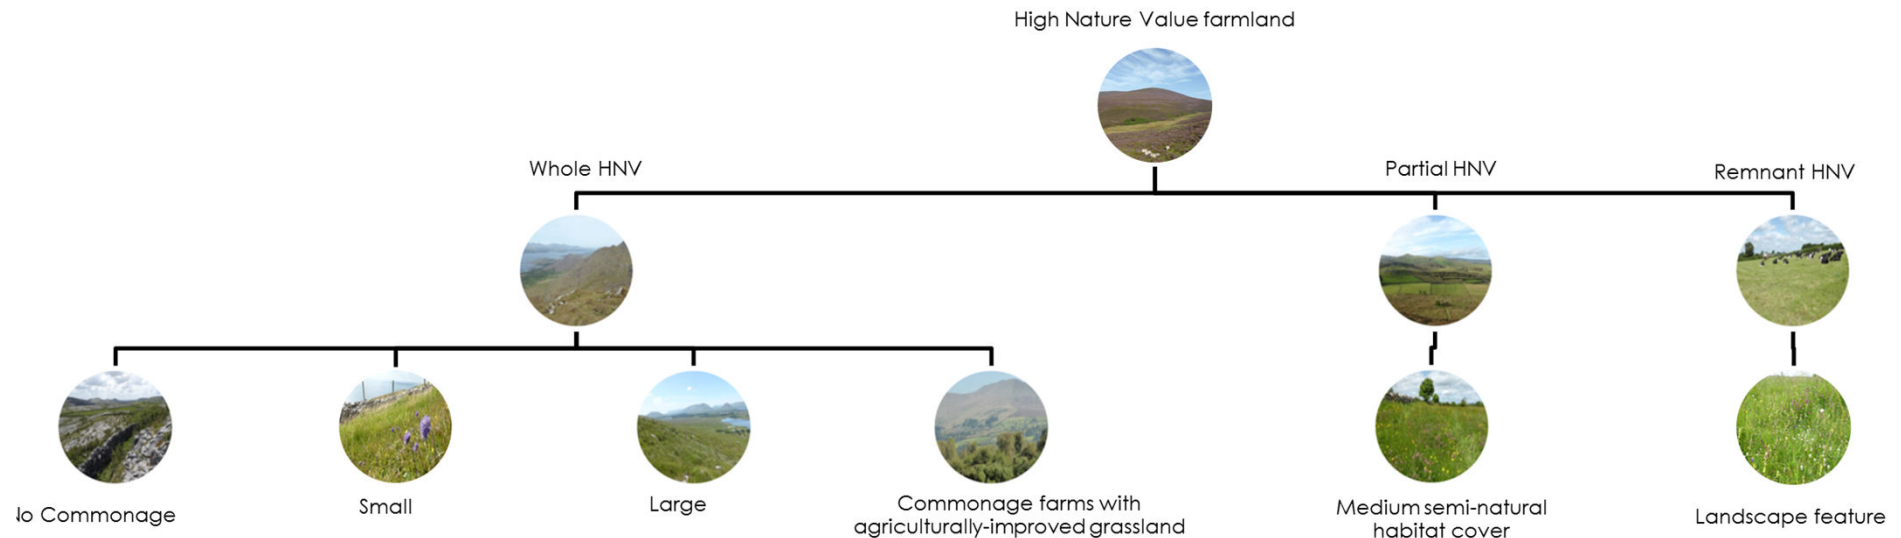 High Nature Value farmland
Whole HNV
Partial HNV
Remnant HNV
Commonage
Small
Large
Commonage farms with
agriculturally-improved grassland
Medium semi-natural
habitat cover
Landscape feature